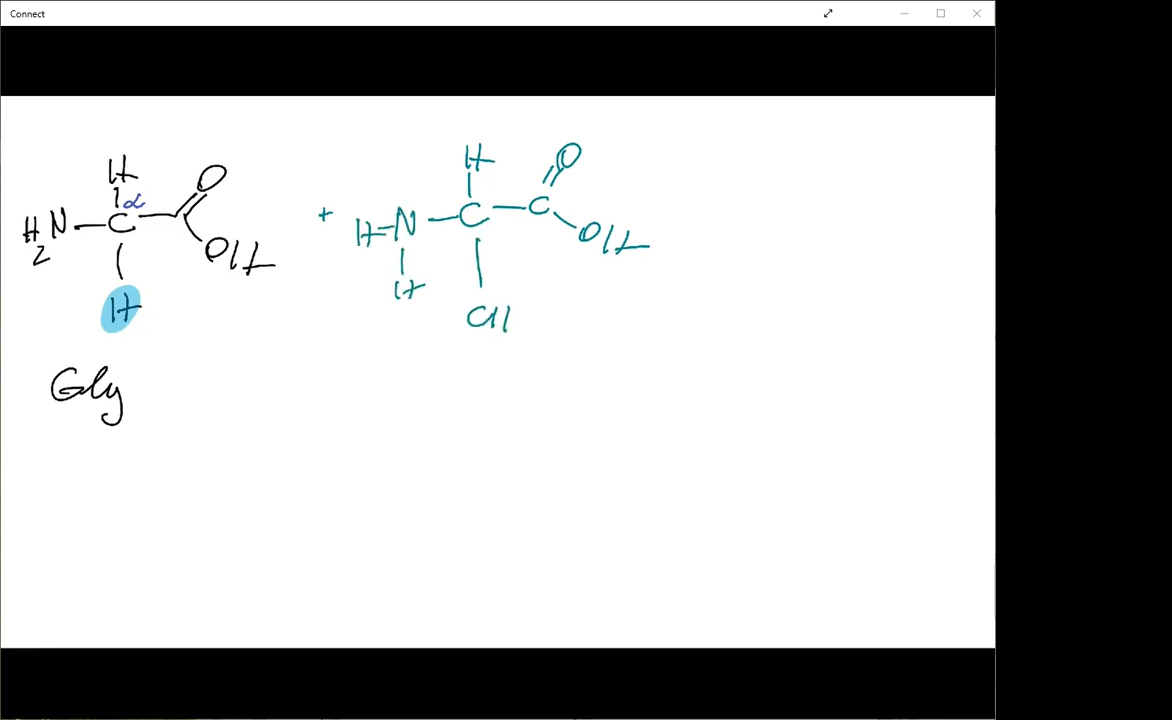 Connect
H O H O
H₂N-C α OH + H-N-C-C OH
H H CH
Gly